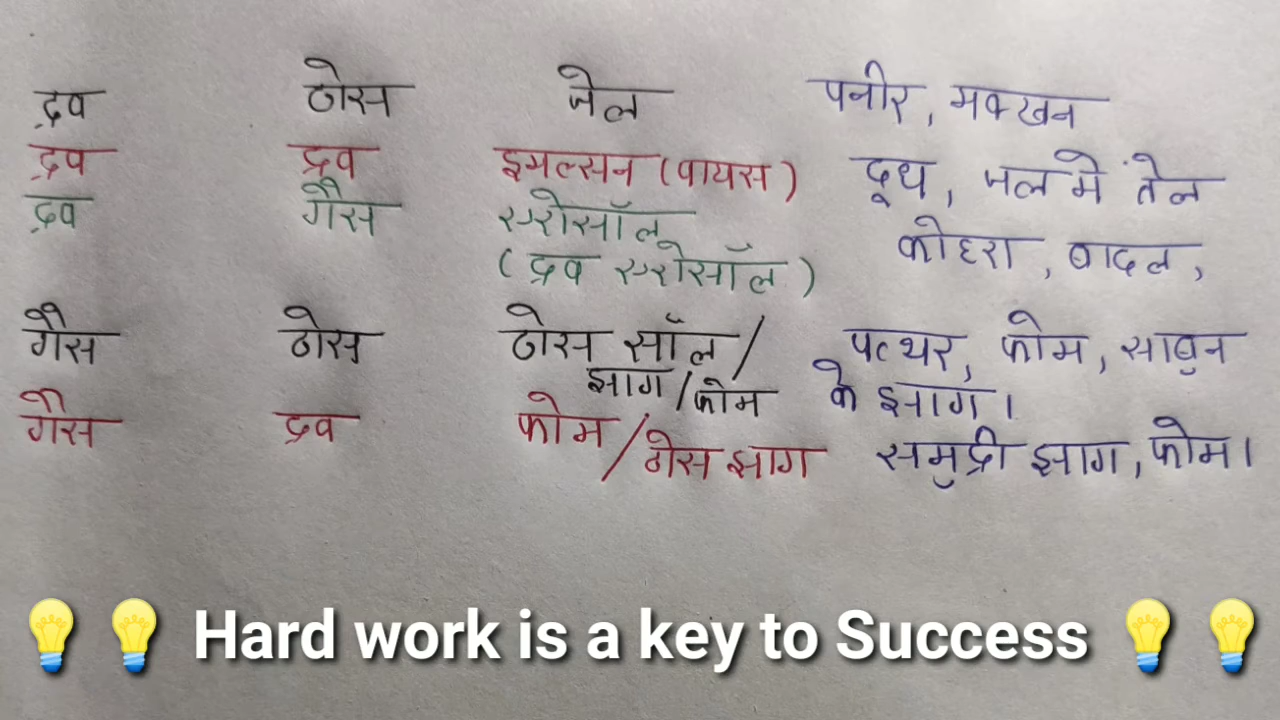 द्रव ठोस जेल पनीर, मक्खन
द्रव द्रव इमल्सन (पायस) दूध, जल मे तेल
द्रव गैस एरोसॉल कोहरा, बादल,
(द्रव एरोसॉल)
गैस ठोस ठोस सॉल / पत्थर, फोम, साबुन
झाग/फोम के झाग।
गैस द्रव फोम/ठोस झाग समुद्री झाग, फोम।
Hard work is a key to Success